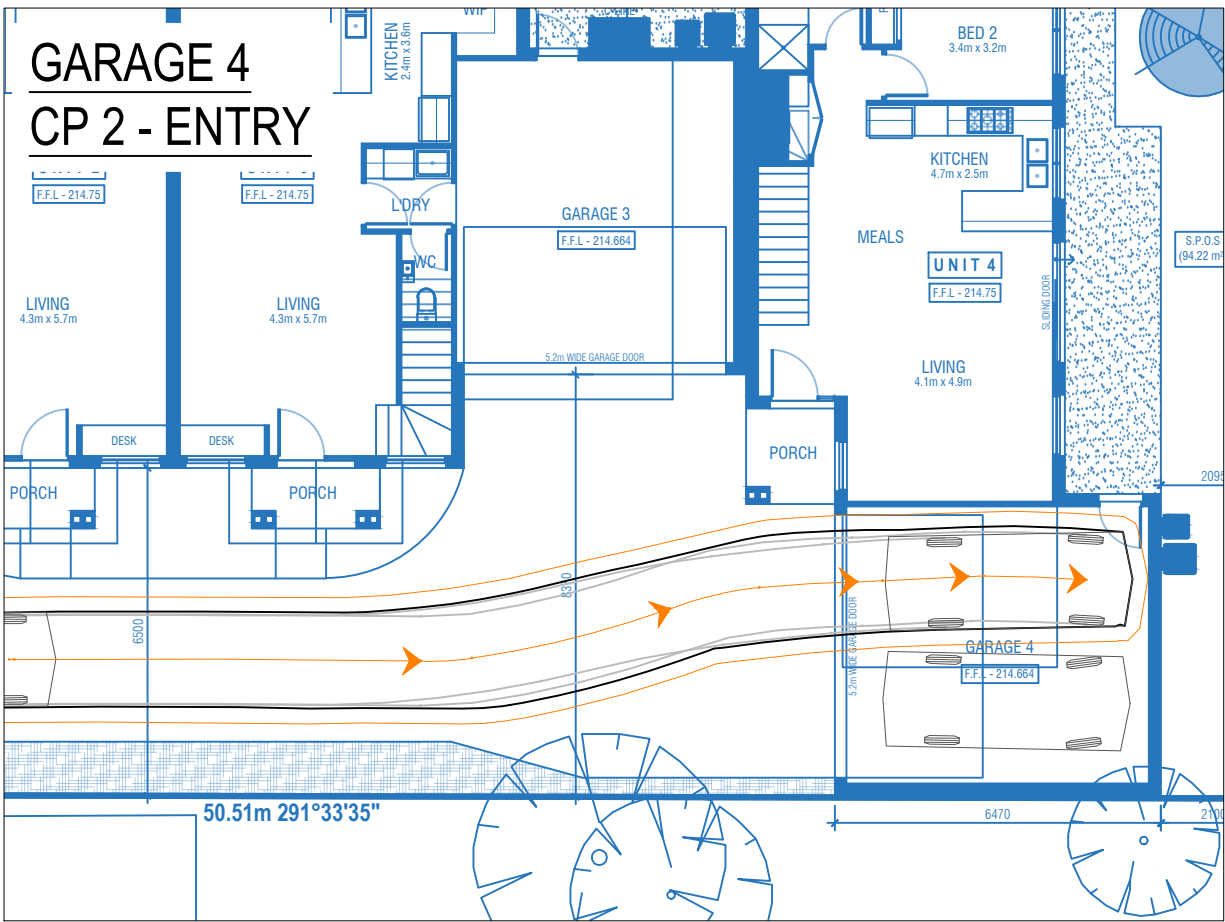 GARAGE 4
CP 2 - ENTRY
KITCHEN
2.4m x 3.6m
WIP
BED 2
3.4m x 3.2m
KITCHEN
4.7m x 2.5m
F.F.L - 214.75
F.F.L - 214.75
L'DRY
GARAGE 3
F.F.L - 214.664
MEALS
UNIT 4
F.F.L - 214.75
S.P.O.S
(94.22 m²
WC
SLIDING DOOR
LIVING
4.3m x 5.7m
LIVING
4.3m x 5.7m
5.2m WIDE GARAGE DOOR
LIVING
4.1m x 4.9m
DESK
DESK
PORCH
PORCH
PORCH
2095
6500
5.2m WIDE GARAGE DOOR
GARAGE 4
F.F.L - 214.664
50.51m 291°33'35"
6470
2100